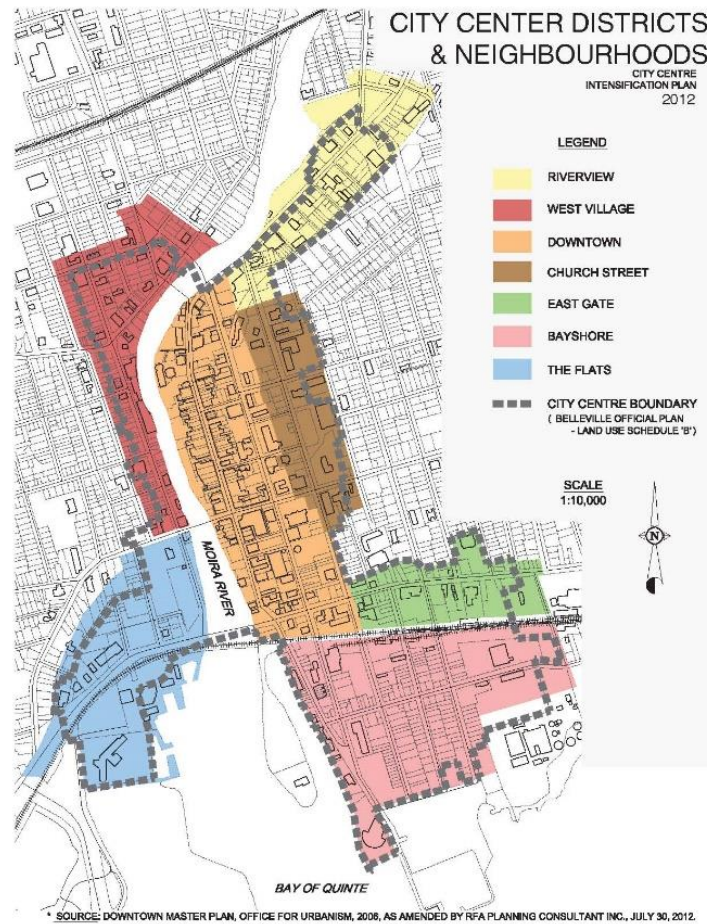 CITY CENTER DISTRICTS
& NEIGHBOURHOODS
CITY CENTRE
INTENSIFICATION PLAN
2012
LEGEND
RIVERVIEW
WEST VILLAGE
DOWNTOWN
CHURCH STREET
EAST GATE
BAYSHORE
THE FLATS
CITY CENTRE BOUNDARY
( BELLEVILLE OFFICIAL PLAN
- LAND USE SCHEDULE 'B')
SCALE
1:10,000
N
MOIRA RIVER
BAY OF QUINTE
* SOURCE: DOWNTOWN MASTER PLAN, OFFICE FOR URBANISM, 2006, AS AMENDED BY RFA PLANNING CONSULTANT INC., JULY 30, 2012.